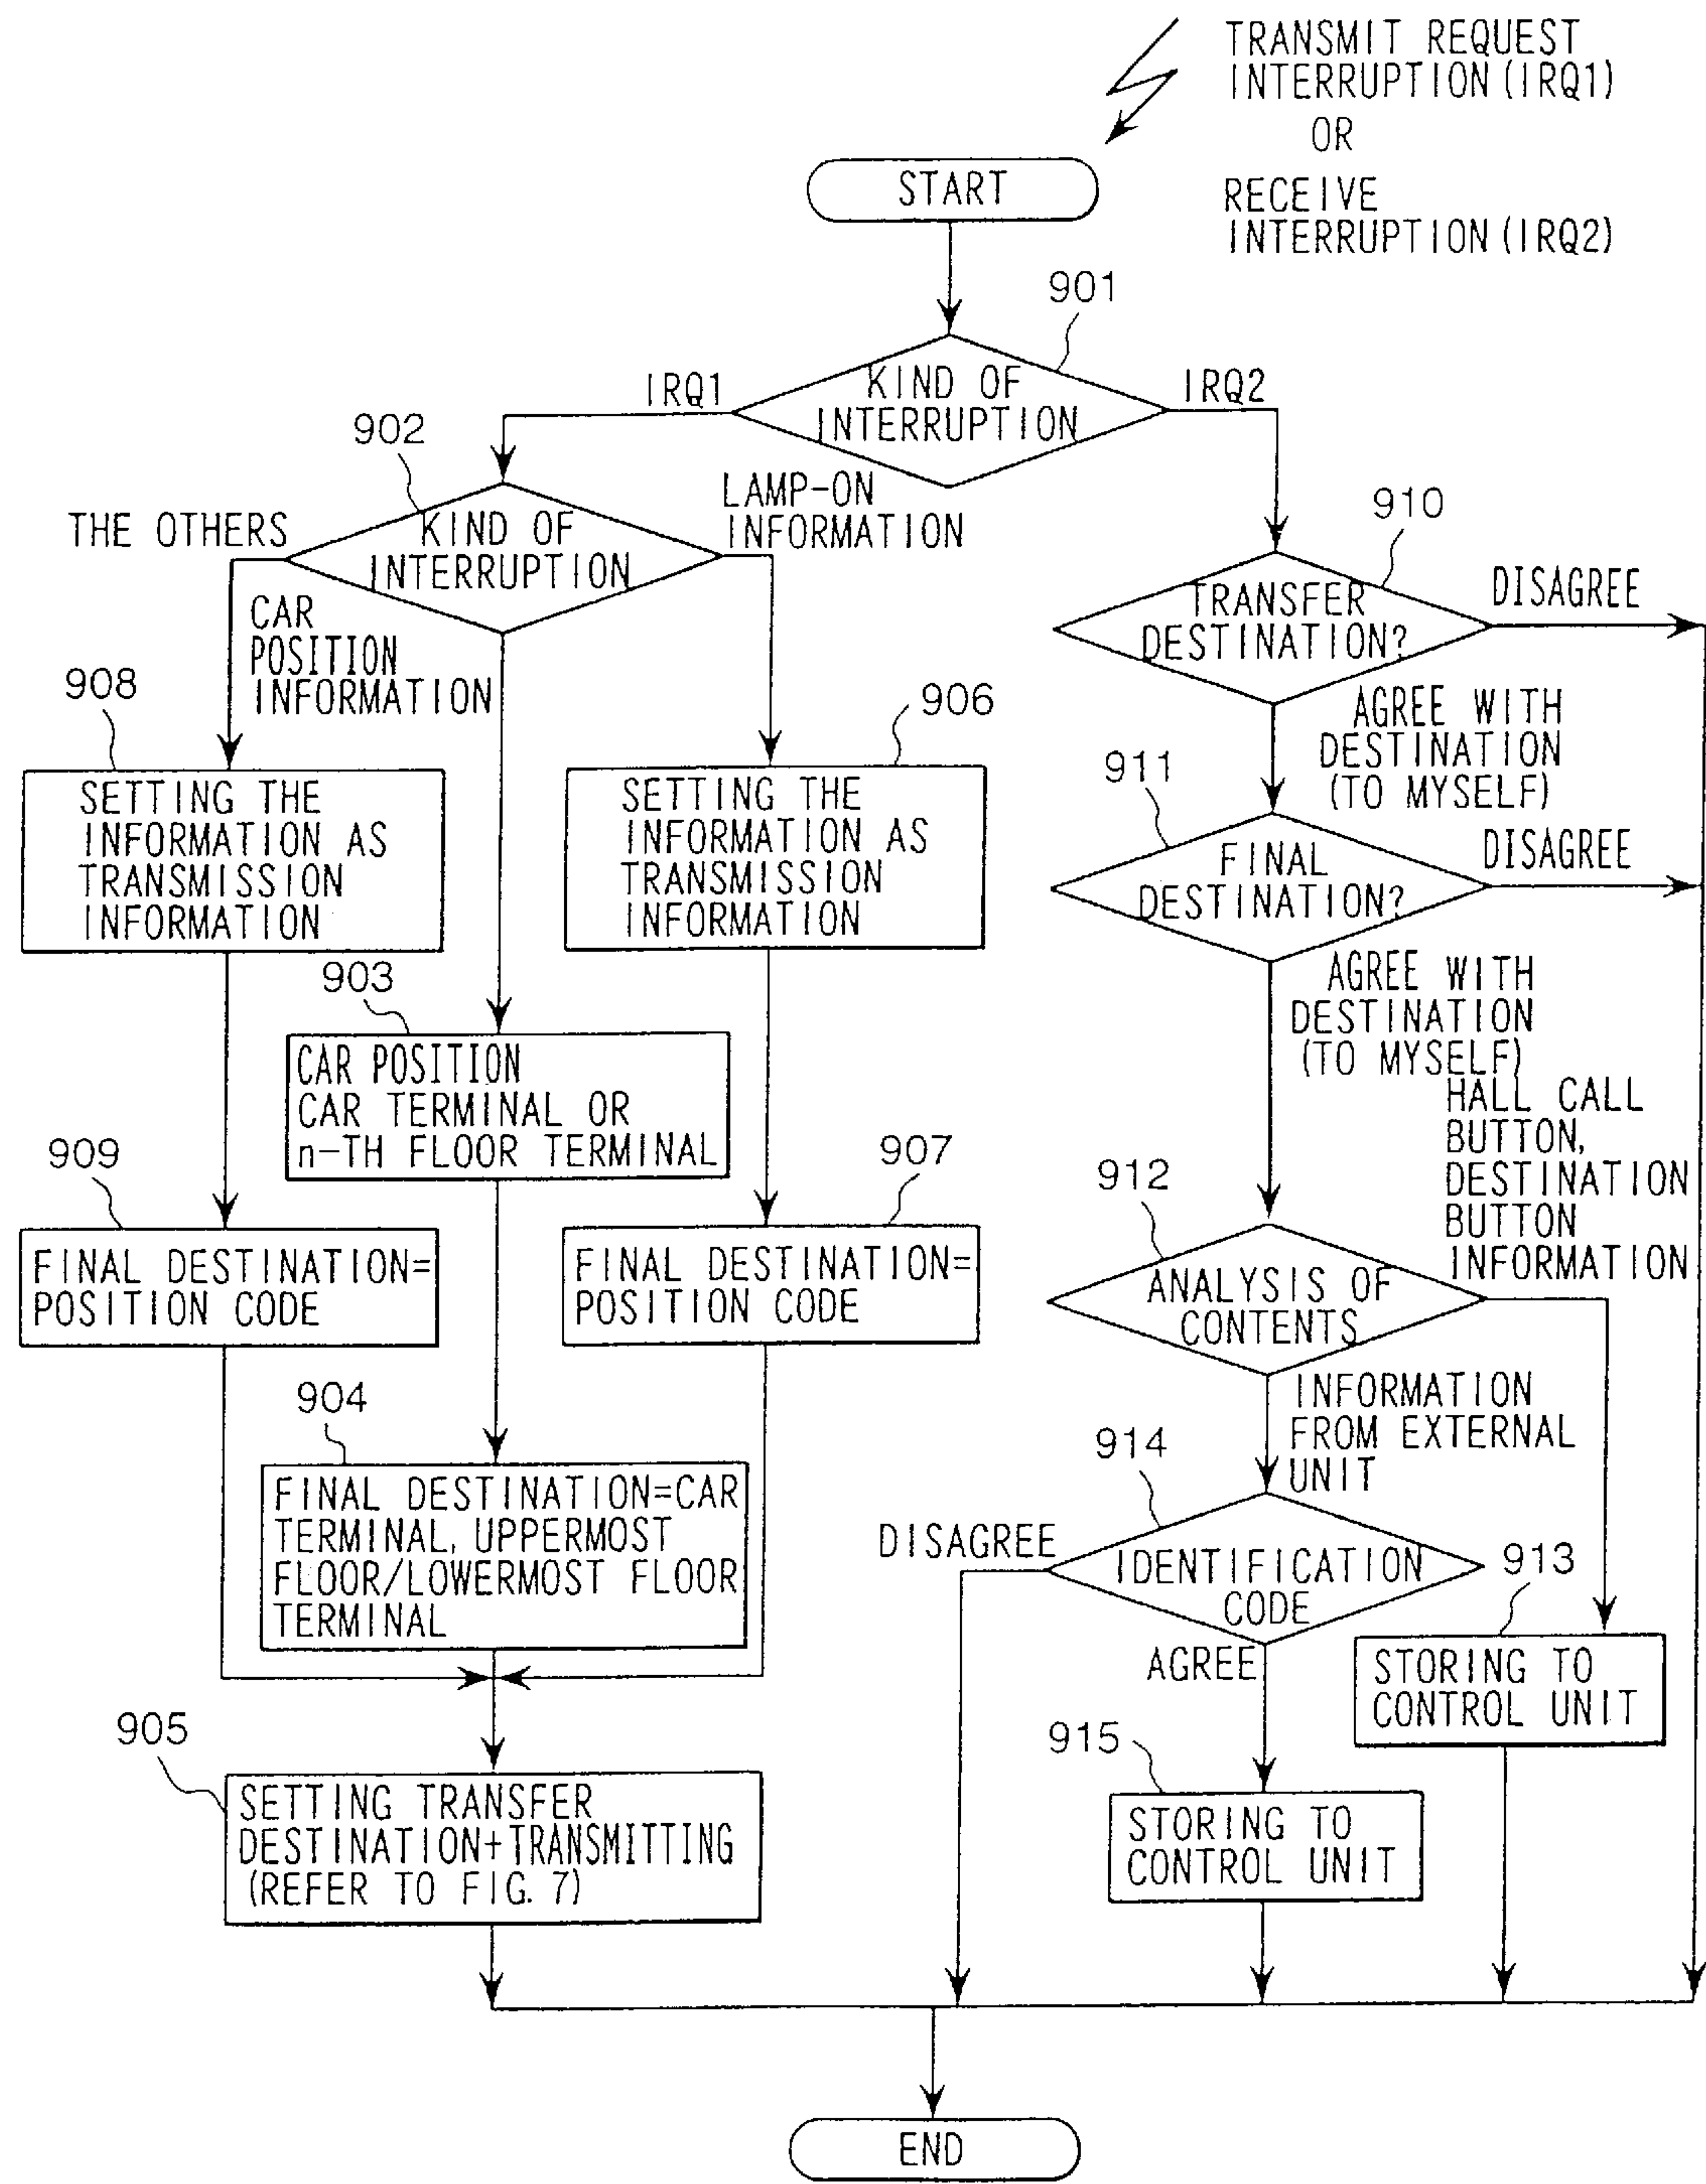 TRANSMIT REQUEST
INTERRUPTION (IRQ1)
OR
RECEIVE
INTERRUPTION (IRQ2)
START
901
KIND OF
INTERRUPTION
IRQ1
IRQ2
902
KIND OF
INTERRUPTION
THE OTHERS
LAMP-ON
INFORMATION
CAR
POSITION
INFORMATION
910
TRANSFER
DESTINATION?
DISAGREE
AGREE WITH
DESTINATION
(TO MYSELF)
908
SETTING THE
INFORMATION AS
TRANSMISSION
INFORMATION
906
SETTING THE
INFORMATION AS
TRANSMISSION
INFORMATION
911
FINAL
DESTINATION?
DISAGREE
AGREE WITH
DESTINATION
(TO MYSELF)
903
CAR POSITION
CAR TERMINAL OR
n-TH FLOOR TERMINAL
909
FINAL DESTINATION=
POSITION CODE
907
FINAL DESTINATION=
POSITION CODE
912
ANALYSIS OF
CONTENTS
HALL CALL
BUTTON,
DESTINATION
BUTTON
INFORMATION
INFORMATION
FROM EXTERNAL
UNIT
904
FINAL DESTINATION=CAR
TERMINAL, UPPERMOST
FLOOR/LOWERMOST FLOOR
TERMINAL
914
IDENTIFICATION
CODE
DISAGREE
AGREE
913
STORING TO
CONTROL UNIT
905
SETTING TRANSFER
DESTINATION+TRANSMITTING
(REFER TO FIG. 7)
915
STORING TO
CONTROL UNIT
END